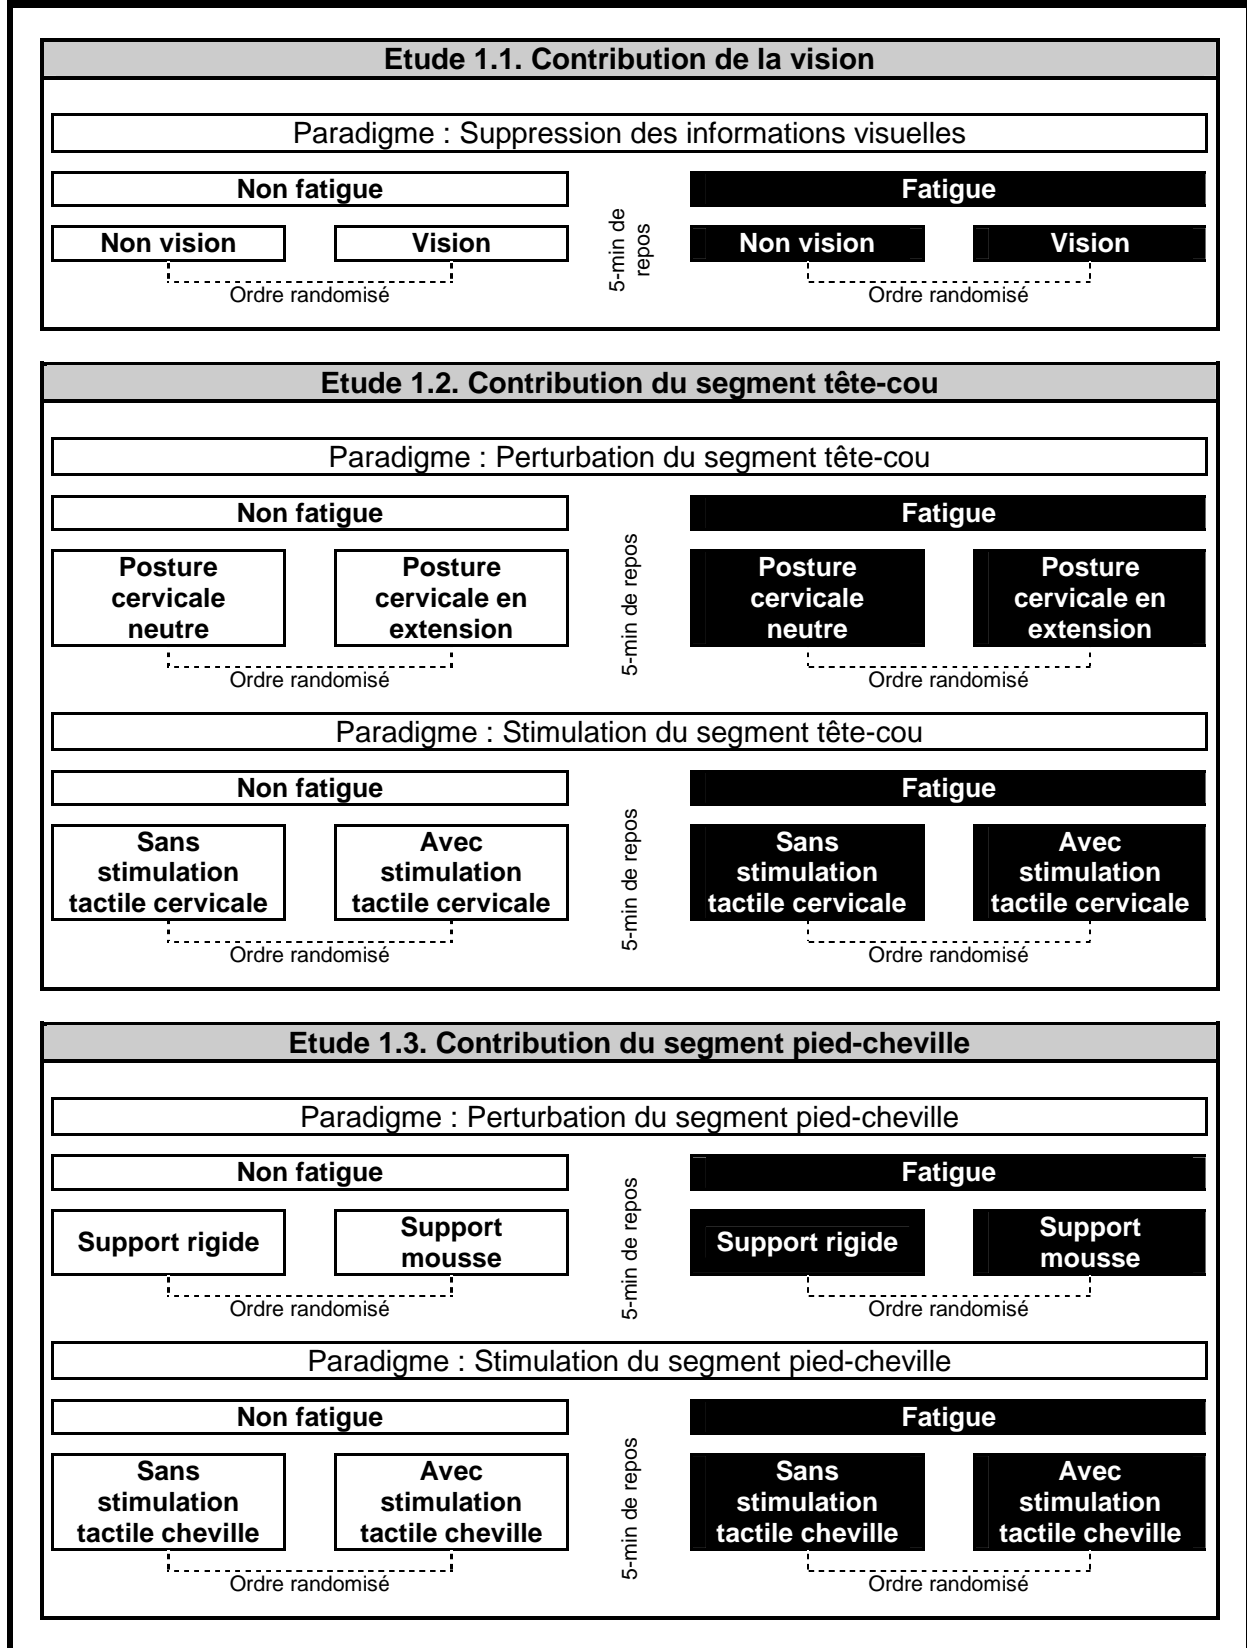 Etude 1.1. Contribution de la vision
Paradigme : Suppression des informations visuelles
Non fatigue
Fatigue
5-min de
repos
Non vision
Vision
Non vision
Vision
Ordre randomisé
Ordre randomisé
Etude 1.2. Contribution du segment tête-cou
Paradigme : Perturbation du segment tête-cou
Non fatigue
Fatigue
5-min de repos
Posture
cervicale
neutre
Posture
cervicale en
extension
Posture
cervicale
neutre
Posture
cervicale en
extension
Ordre randomisé
Ordre randomisé
Paradigme : Stimulation du segment tête-cou
Non fatigue
Fatigue
5-min de repos
Sans
stimulation
tactile cervicale
Avec
stimulation
tactile cervicale
Sans
stimulation
tactile cervicale
Avec
stimulation
tactile cervicale
Ordre randomisé
Ordre randomisé
Etude 1.3. Contribution du segment pied-cheville
Paradigme : Perturbation du segment pied-cheville
Non fatigue
Fatigue
5-min de repos
Support rigide
Support
mousse
Support rigide
Support
mousse
Ordre randomisé
Ordre randomisé
Paradigme : Stimulation du segment pied-cheville
Non fatigue
Fatigue
5-min de repos
Sans
stimulation
tactile cheville
Avec
stimulation
tactile cheville
Sans
stimulation
tactile cheville
Avec
stimulation
tactile cheville
Ordre randomisé
Ordre randomisé